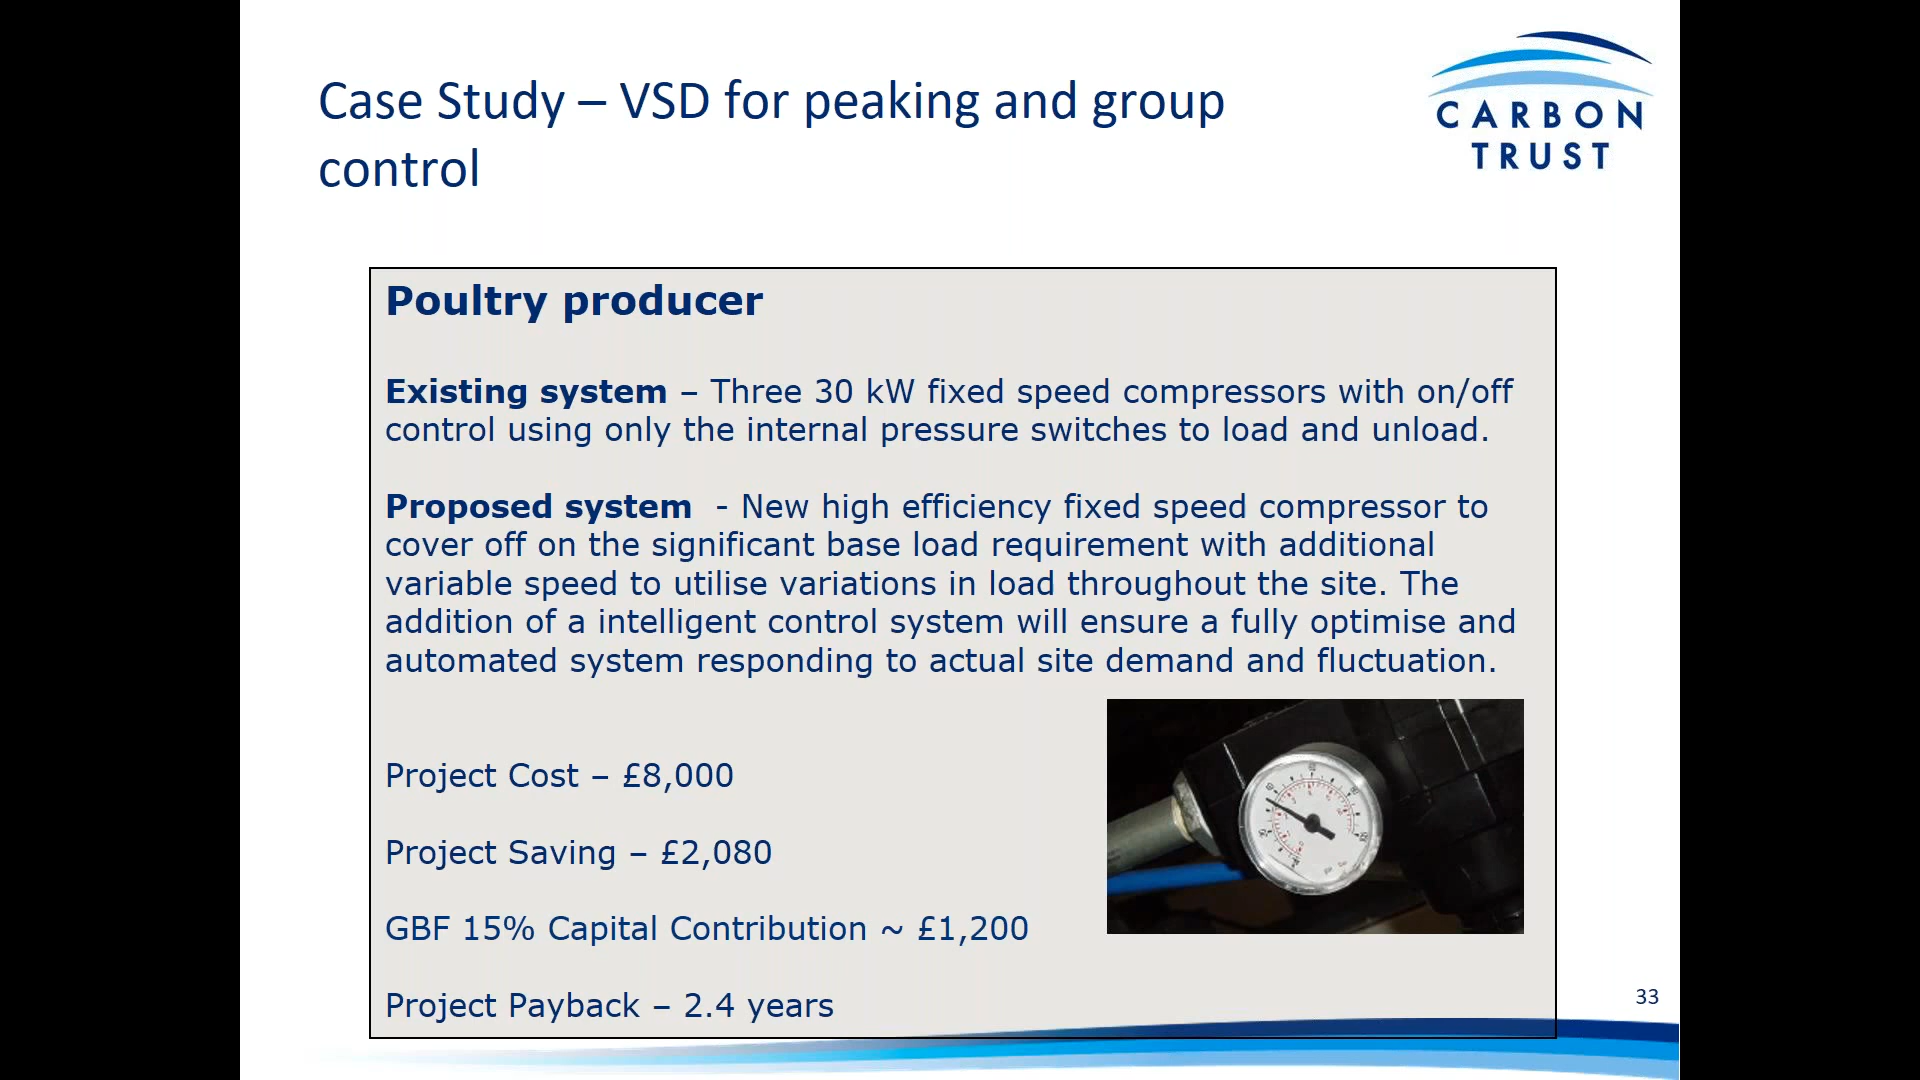 Case Study – VSD for peaking and group
control
CARBON
TRUST
Poultry producer
Existing system – Three 30 kW fixed speed compressors with on/off
control using only the internal pressure switches to load and unload.
Proposed system - New high efficiency fixed speed compressor to
cover off on the significant base load requirement with additional
variable speed to utilise variations in load throughout the site. The
addition of a intelligent control system will ensure a fully optimise and
automated system responding to actual site demand and fluctuation.
Project Cost – £8,000
Project Saving – £2,080
GBF 15% Capital Contribution ~ £1,200
Project Payback – 2.4 years
33